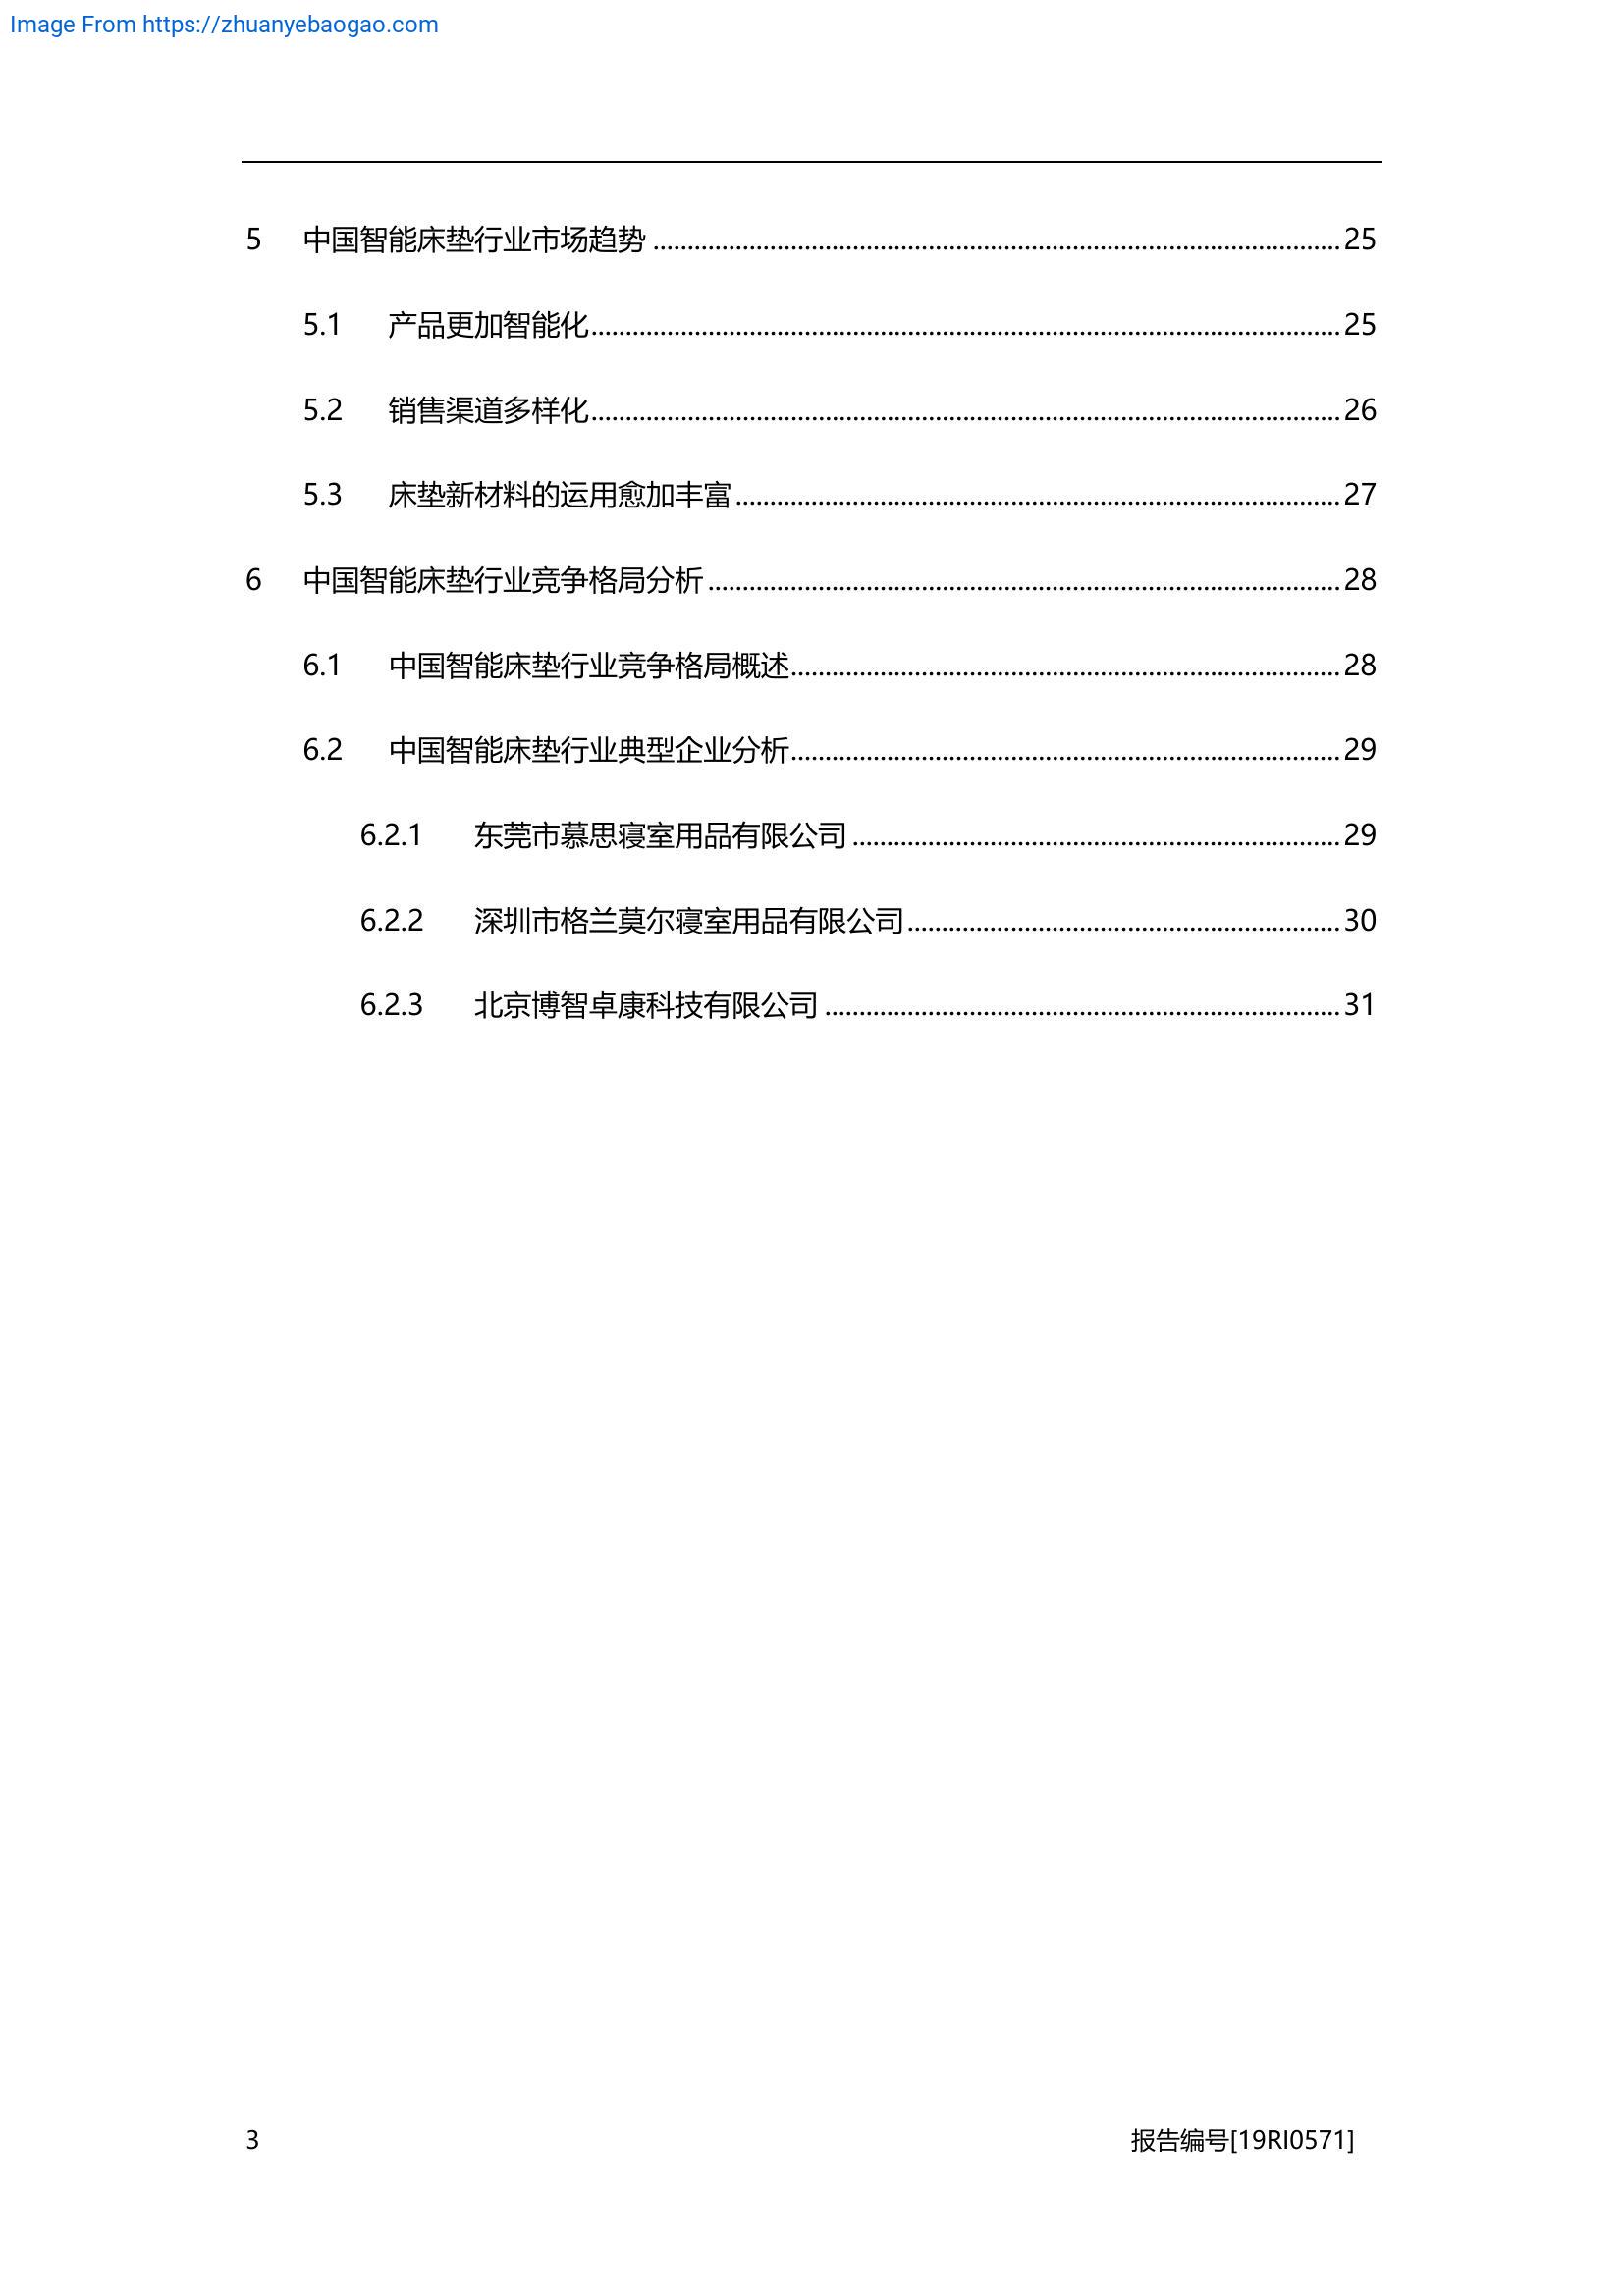 Image From https://zhuanyebaogao.com
5 中国智能床垫行业市场趋势 ........................ 25
5.1 产品更加智能化 ........................ 25
5.2 销售渠道多样化 ........................ 26
5.3 床垫新材料的运用愈加丰富 ........................ 27
6 中国智能床垫行业竞争格局分析 ........................ 28
6.1 中国智能床垫行业竞争格局概述 ........................ 28
6.2 中国智能床垫行业典型企业分析 ........................ 29
6.2.1 东莞市慕思寝室用品有限公司 ........................ 29
6.2.2 深圳市格兰莫尔寝室用品有限公司 ........................ 30
6.2.3 北京博智卓康科技有限公司 ........................ 31
3 报告编号[19RI0571]